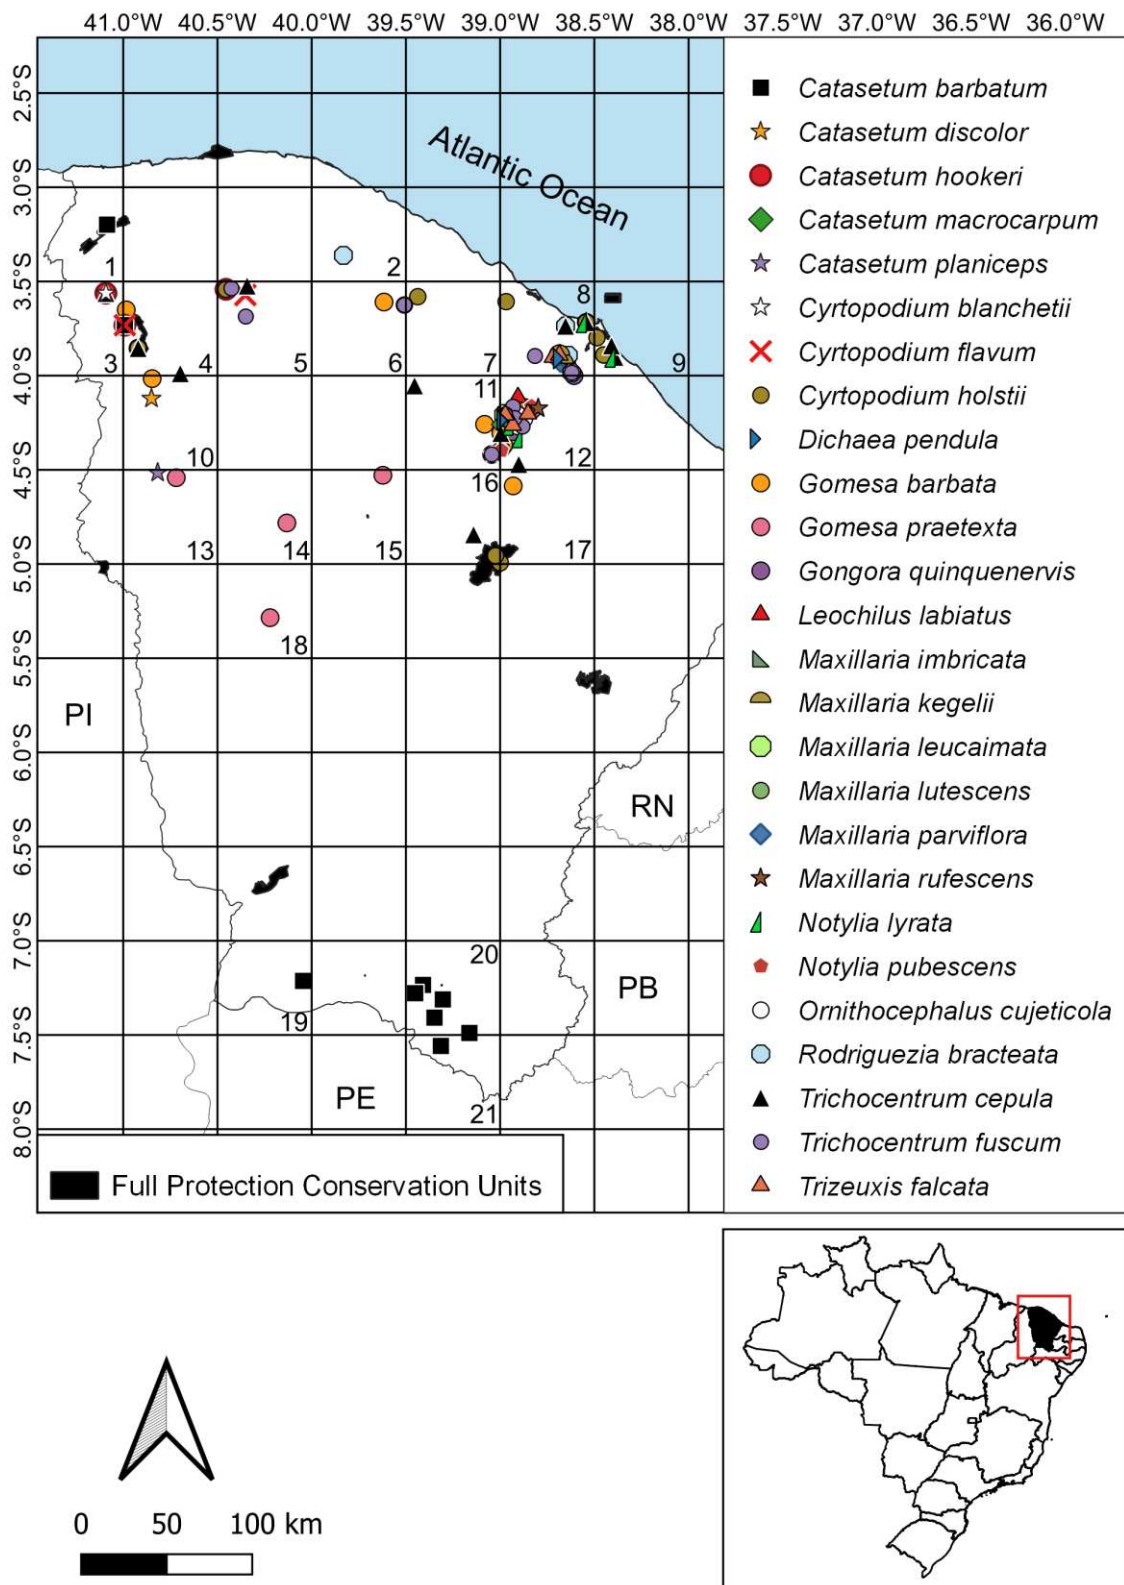 41.0°W 40.5°W 40.0°W 39.5°W 39.0°W 38.5°W 38.0°W 37.5°W 37.0°W 36.5°W 36.0°W
2.5°S
3.0°S
3.5°S
4.0°S
4.5°S
5.0°S
5.5°S
6.0°S
6.5°S
7.0°S
7.5°S
8.0°S
Atlantic Ocean
1
2
8
3
4
5
6
7
9
11
10
16
12
13
14
15
17
18
PI
RN
20
PB
19
PE
21
Full Protection Conservation Units
Catasetum barbatum
Catasetum discolor
Catasetum hookeri
Catasetum macrocarpum
Catasetum planiceps
Cyrtopodium blanchetii
Cyrtopodium flavum
Cyrtopodium holstii
Dichaea pendula
Gomesa barbata
Gomesa praetexta
Gongora quinquenervis
Leochilus labiatus
Maxillaria imbricata
Maxillaria kegelii
Maxillaria leucaimata
Maxillaria lutescens
Maxillaria parviflora
Maxillaria rufescens
Notylia lyrata
Notylia pubescens
Ornithocephalus cujeticola
Rodriguezia bracteata
Trichocentrum cepula
Trichocentrum fuscum
Trizeuxis falcata
0 50 100 km